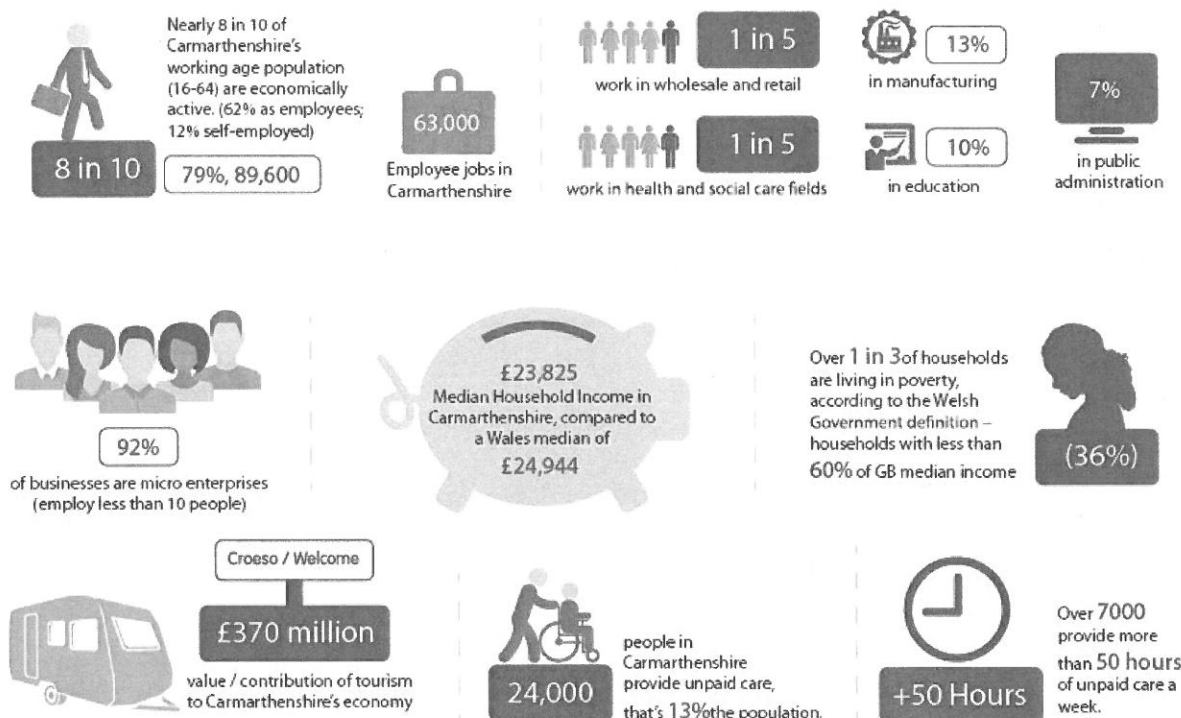 Nearly 8 in 10 of
Carmarthenshire's
working age population
(16-64) are economically
active. (62% as employees;
12% self-employed)
8 in 10
79%, 89,600
63,000
Employee jobs in
Carmarthenshire
1 in 5
work in wholesale and retail
1 in 5
work in health and social care fields
13%
in manufacturing
10%
in education
7%
in public
administration
92%
of businesses are micro enterprises
(employ less than 10 people)
£23,825
Median Household Income in
Carmarthenshire, compared to
a Wales median of
£24,944
Over 1 in 3of households
are living in poverty,
according to the Welsh
Government definition –
households with less than
60% of GB median income
(36%)
Croeso / Welcome
£370 million
value / contribution of tourism
to Carmarthenshire's economy
24,000
people in
Carmarthenshire
provide unpaid care,
that's 13%the population.
+50 Hours
Over 7000
provide more
than 50 hours
of unpaid care a
week.